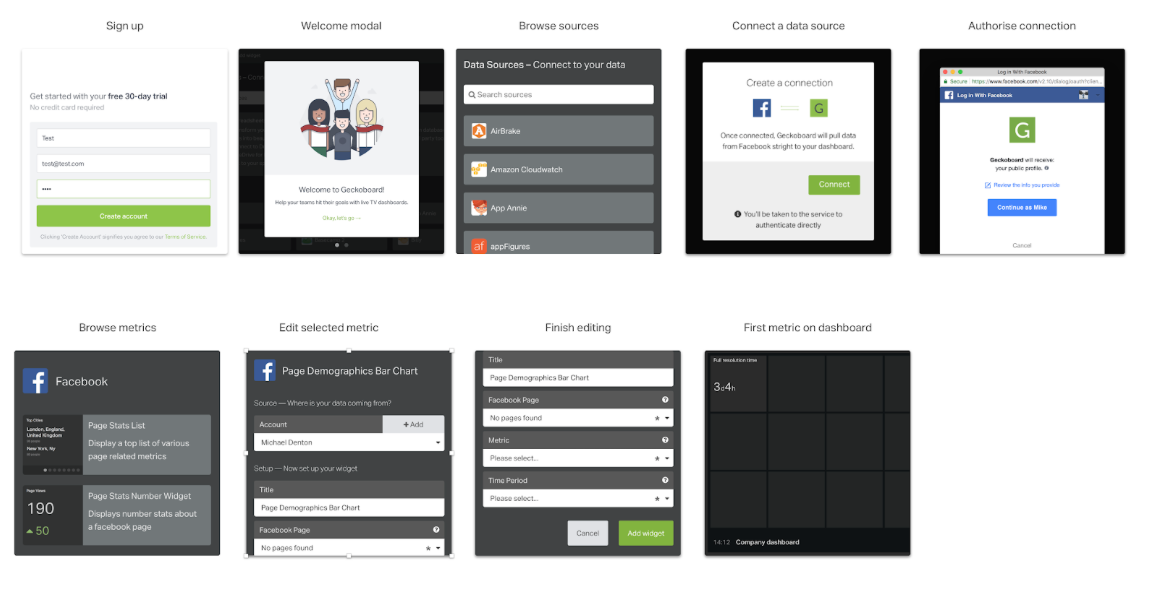 Sign up
Welcome modal
Browse sources
Connect a data source
Authorise connection
Get started with your free 30-day trial
No credit card required
Test
test@test.com
Create account
Clicking 'Create Account' signifies you agree to our Terms of Service.
Welcome to Geckoboard!
Help your teams hit their goals with live TV dashboards.
Okay, let's go →
Data Sources – Connect to your data
Search sources
AirBrake
Amazon Cloudwatch
App Annie
af appFigures
Create a connection
Once connected, Geckoboard will pull data
from Facebook stright to your dashboard.
Connect
You'll be taken to the service to
authenticate directly
Log in With Facebook
Secure https://www.facebook.com/v2.10/dialog/oauth?clien...
Log in With Facebook
G
Geckoboard will receive:
your public profile.
Review the info you provide
Continue as Mike
Cancel
Browse metrics
Edit selected metric
Finish editing
First metric on dashboard
Facebook
Top Cities
London, England,
United Kingdom
New York, Ny
Page Stats List
Display a top list of various
page related metrics
Page Views
190
50
Page Stats Number Widget
Displays number stats about
a facebook page
Page Demographics Bar Chart
Source — Where is your data coming from?
Account
+ Add
Michael Denton
Setup — Now set up your widget
Title
Page Demographics Bar Chart
Facebook Page
No pages found
Title
Page Demographics Bar Chart
Facebook Page
No pages found
Metric
Please select...
Time Period
Please select...
Cancel
Add widget
Full resolution time
3d4h
14:12 Company dashboard